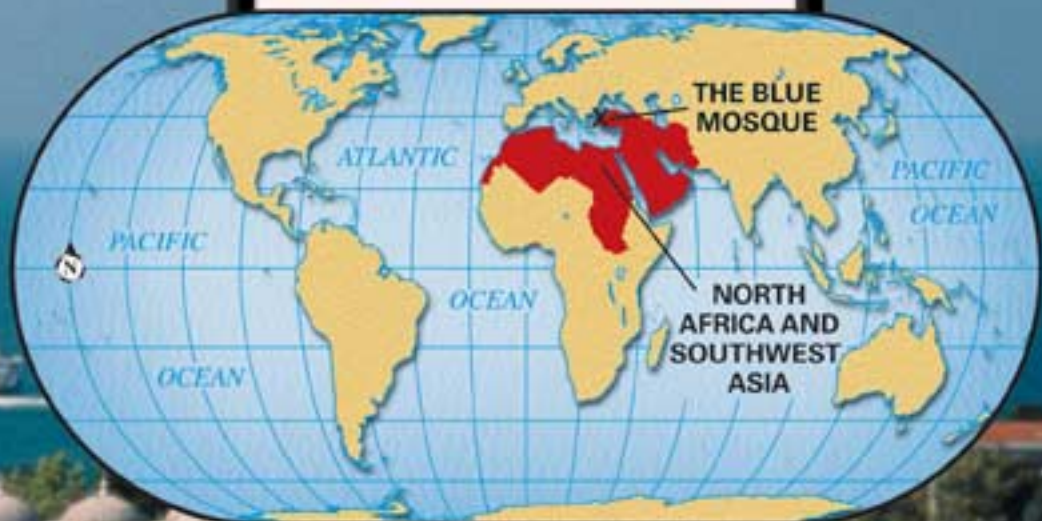 THE BLUE
MOSQUE
ATLANTIC
PACIFIC
OCEAN
PACIFIC
N
OCEAN
NORTH
AFRICA AND
SOUTHWEST
ASIA
OCEAN